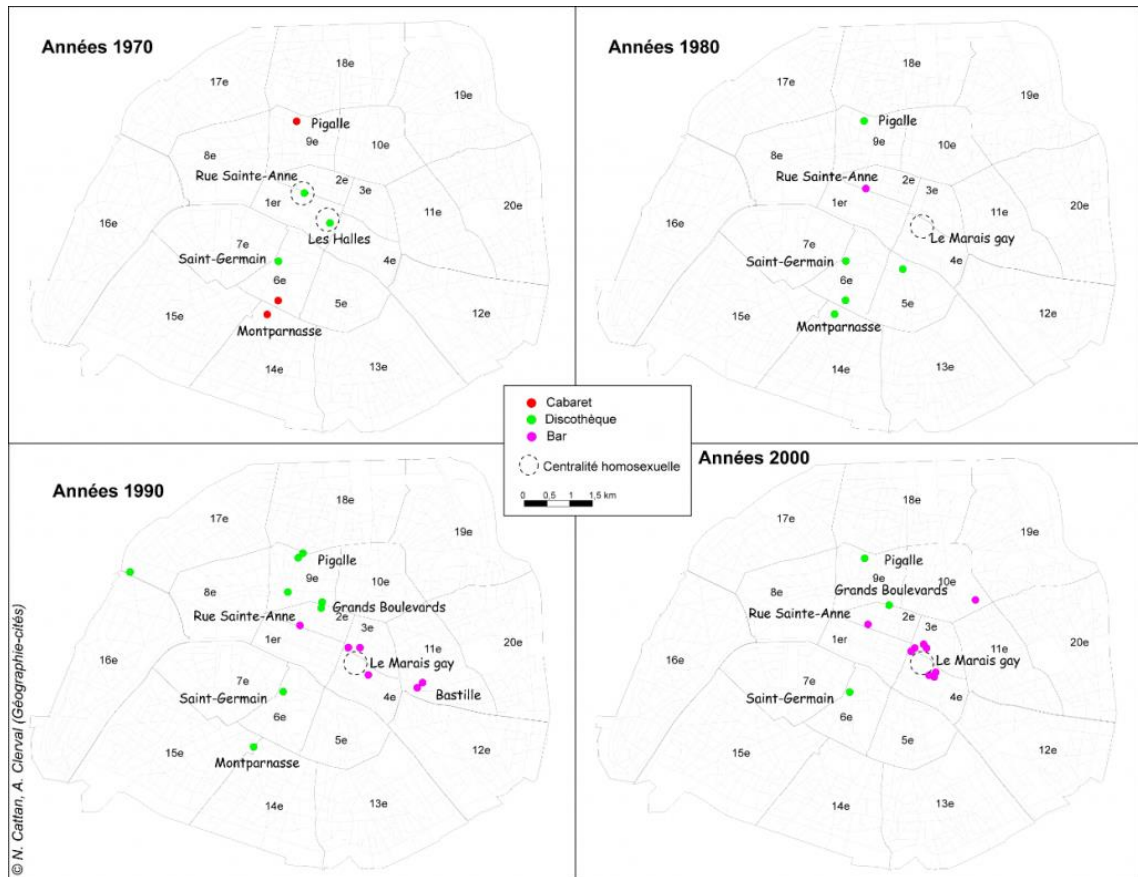 Années 1970
18e
17e
19e
Pigalle
9e
10e
8e
Rue Sainte-Anne
2e
3e
1er
11e
20e
16e
Les Halles
7e
Saint-Germain
4e
6e
5e
15e
12e
Montparnasse
14e
13e
Années 1980
18e
17e
19e
Pigalle
9e
10e
8e
Rue Sainte-Anne
2e
3e
1er
11e
20e
16e
Le Marais gay
7e
Saint-Germain
4e
6e
5e
15e
12e
Montparnasse
14e
13e
Cabaret
Discothèque
Bar
Centralité homosexuelle
0 0,5 1 1,5 km
Années 1990
18e
17e
19e
Pigalle
9e
10e
8e
Grands Boulevards
Rue Sainte-Anne
2e
3e
1er
11e
20e
16e
Le Marais gay
7e
Saint-Germain
4e
Bastille
6e
5e
15e
12e
Montparnasse
14e
13e
Années 2000
18e
17e
19e
Pigalle
9e
10e
8e
Grands Boulevards
Rue Sainte-Anne
2e
3e
1er
11e
20e
16e
Le Marais gay
7e
Saint-Germain
4e
6e
5e
15e
12e
14e
13e
© N. Cattan, A. Clerval (Géographie-cités)